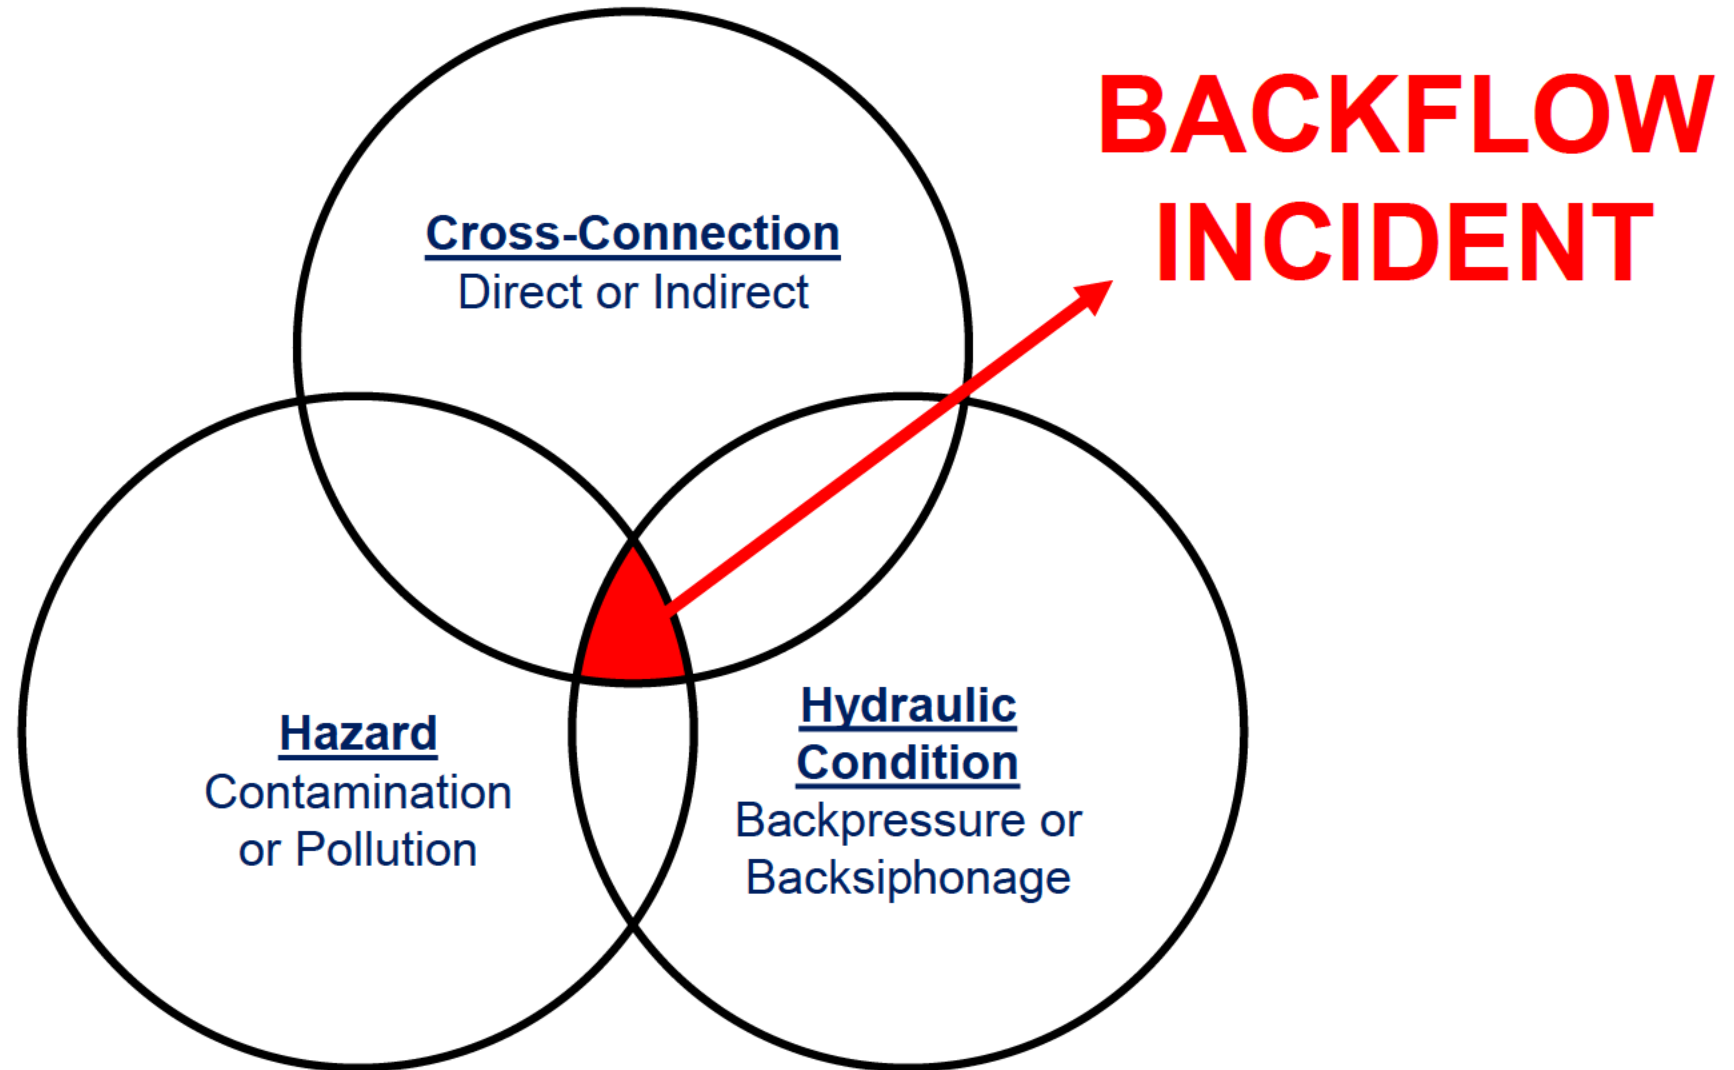 BACKFLOW
INCIDENT
Cross-Connection
Direct or Indirect
Hazard
Contamination
or Pollution
Hydraulic
Condition
Backpressure or
Backsiphonage